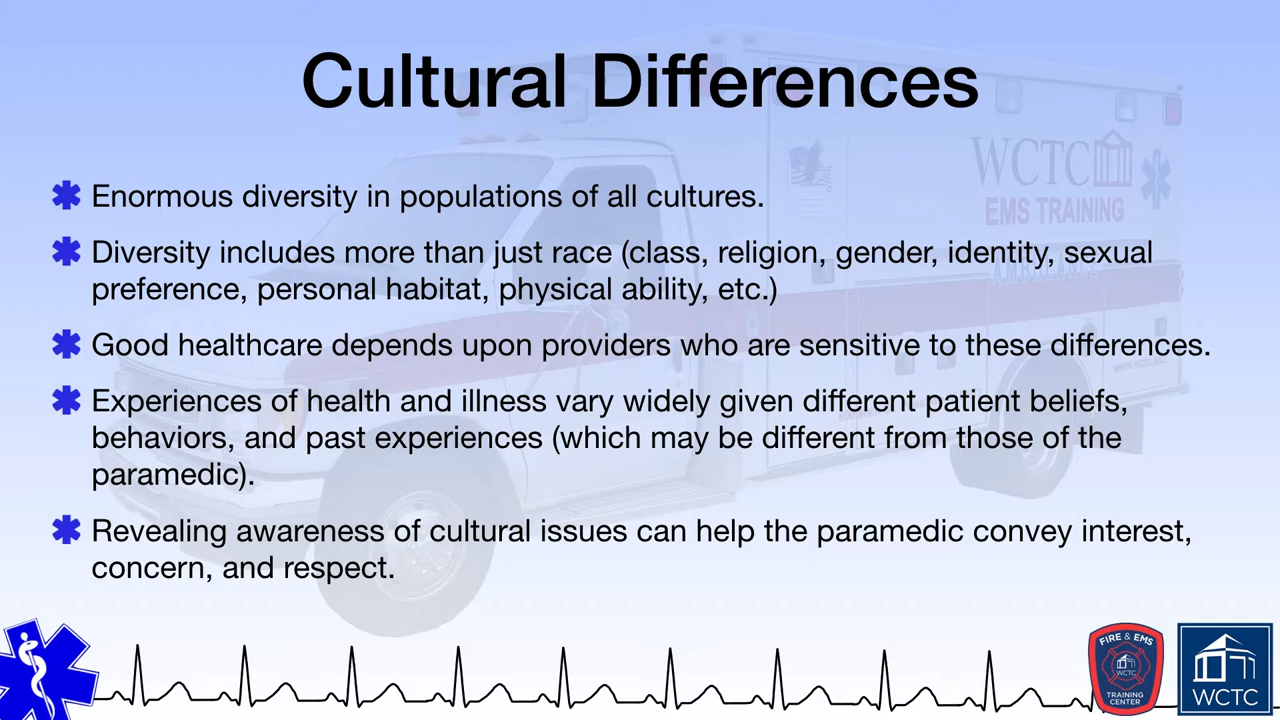 Cultural Differences
WCTC
EMS TRAINING
Enormous diversity in populations of all cultures.
Diversity includes more than just race (class, religion, gender, identity, sexual
preference, personal habitat, physical ability, etc.)
AMBULANCE
Good healthcare depends upon providers who are sensitive to these differences.
Experiences of health and illness vary widely given different patient beliefs,
behaviors, and past experiences (which may be different from those of the
paramedic).
Revealing awareness of cultural issues can help the paramedic convey interest,
concern, and respect.
FIRE & EMS
WCTC
TRAINING
CENTER
WCTC